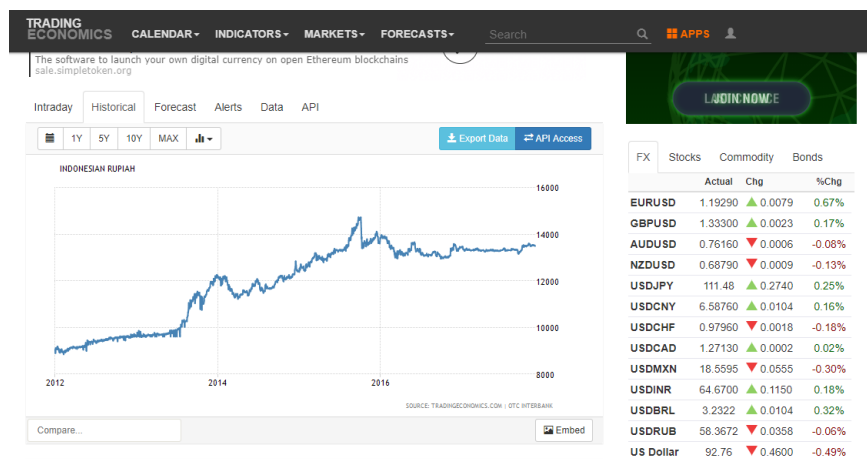 TRADING
ECONOMICS CALENDAR INDICATORS MARKETS FORECASTS Search APPS
The software to launch your own digital currency on open Ethereum blockchains
sale.simpletoken.org
JOIN NOW
Intraday Historical Forecast Alerts Data API
1Y 5Y 10Y MAX Export Data API Access
INDONESIAN RUPIAH
16000
14000
12000
10000
8000
2012 2014 2016
SOURCE: TRADINGECONOMICS.COM | OTC INTERBANK
Compare... Embed
FX Stocks Commodity Bonds
Actual Chg %Chg
EURUSD 1.19290 0.0079 0.67%
GBPUSD 1.33300 0.0023 0.17%
AUDUSD 0.76160 0.0006 -0.08%
NZDUSD 0.68790 0.0009 -0.13%
USDJPY 111.48 0.2740 0.25%
USDCNY 6.58760 0.0104 0.16%
USDCHF 0.97960 0.0018 -0.18%
USDCAD 1.27130 0.0002 0.02%
USDMXN 18.5595 0.0555 -0.30%
USDINR 64.6700 0.1150 0.18%
USDBRL 3.2322 0.0104 0.32%
USDRUB 58.3672 0.0358 -0.06%
US Dollar 92.76 0.4600 -0.49%